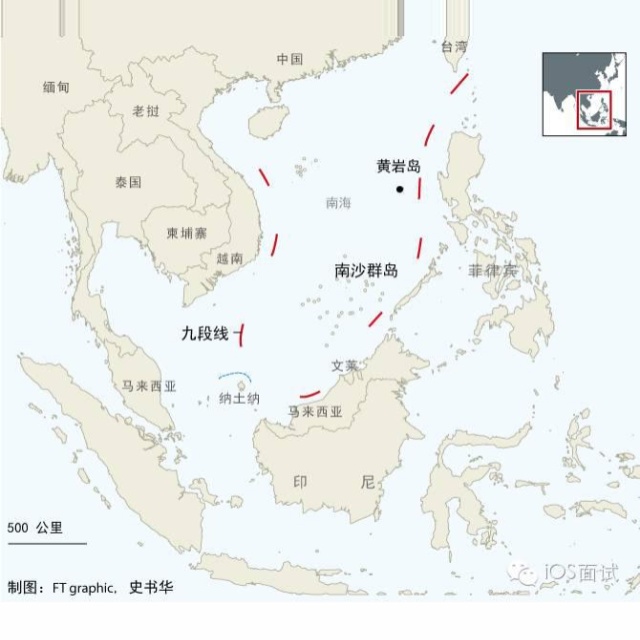 台湾
中国
缅甸
老挝
黄岩岛
泰国
南海
柬埔寨
越南
南沙群岛
菲律宾
九段线
文莱
马来西亚
纳土纳
马来西亚
印 尼
500 公里
iOS面试
制图：FT graphic, 史书华